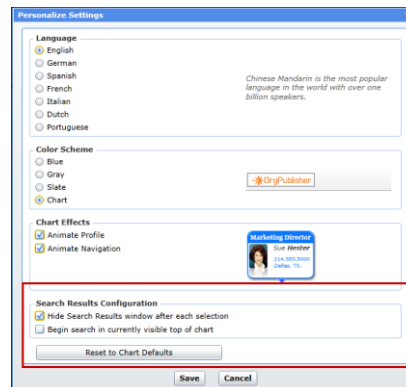 Personalize Settings
Language
English
German
Spanish
French
Italian
Dutch
Portuguese
Chinese Mandarin is the most popular
language in the world with over one
billion speakers.
Color Scheme
Blue
Gray
Slate
Chart
OrgPublisher
Chart Effects
Animate Profile
Animate Navigation
Marketing Director
Sue Hester
214.555.5000
Dallas, TX.
Search Results Configuration
Hide Search Results window after each selection
Begin search in currently visible top of chart
Reset to Chart Defaults
Save Cancel